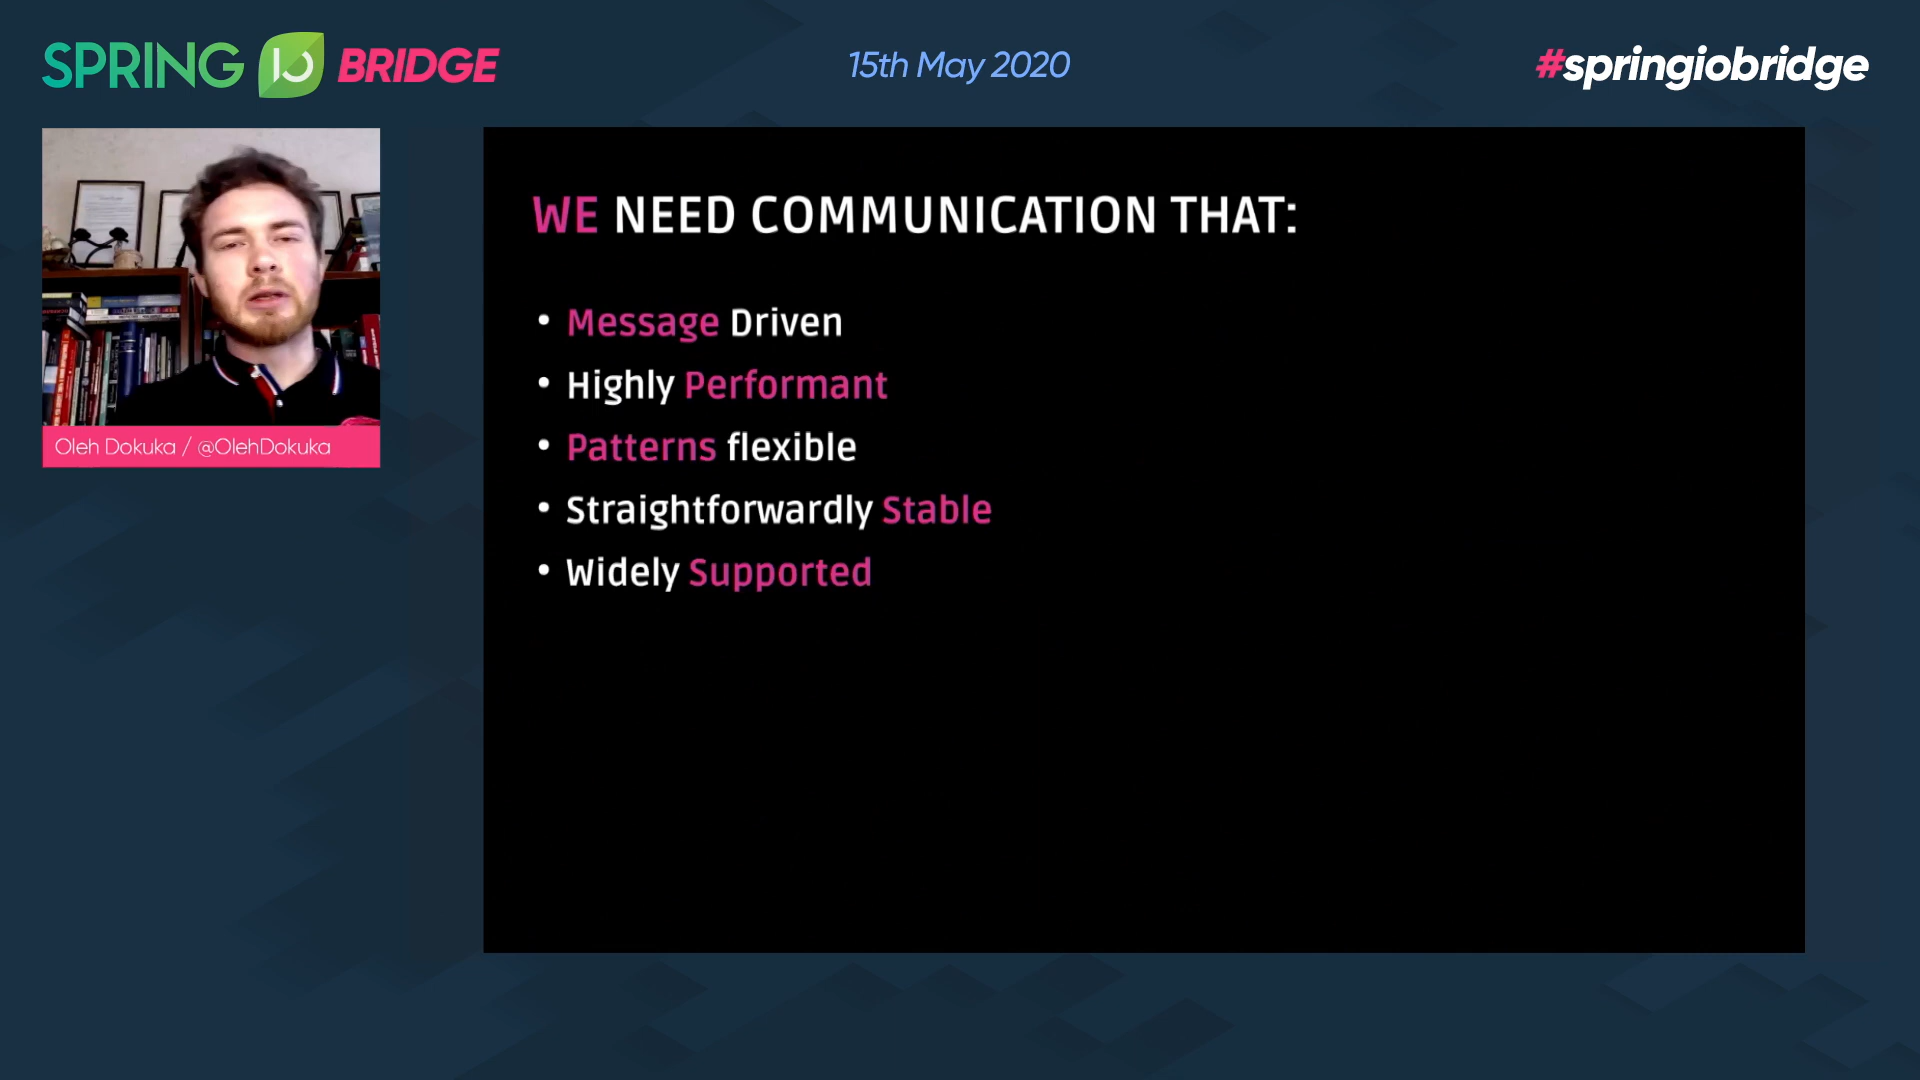 SPRING IO BRIDGE
15th May 2020
#springiobridge
Oleh Dokuka / @OlehDokuka
WE NEED COMMUNICATION THAT:
• Message Driven
• Highly Performant
• Patterns flexible
• Straightforwardly Stable
• Widely Supported